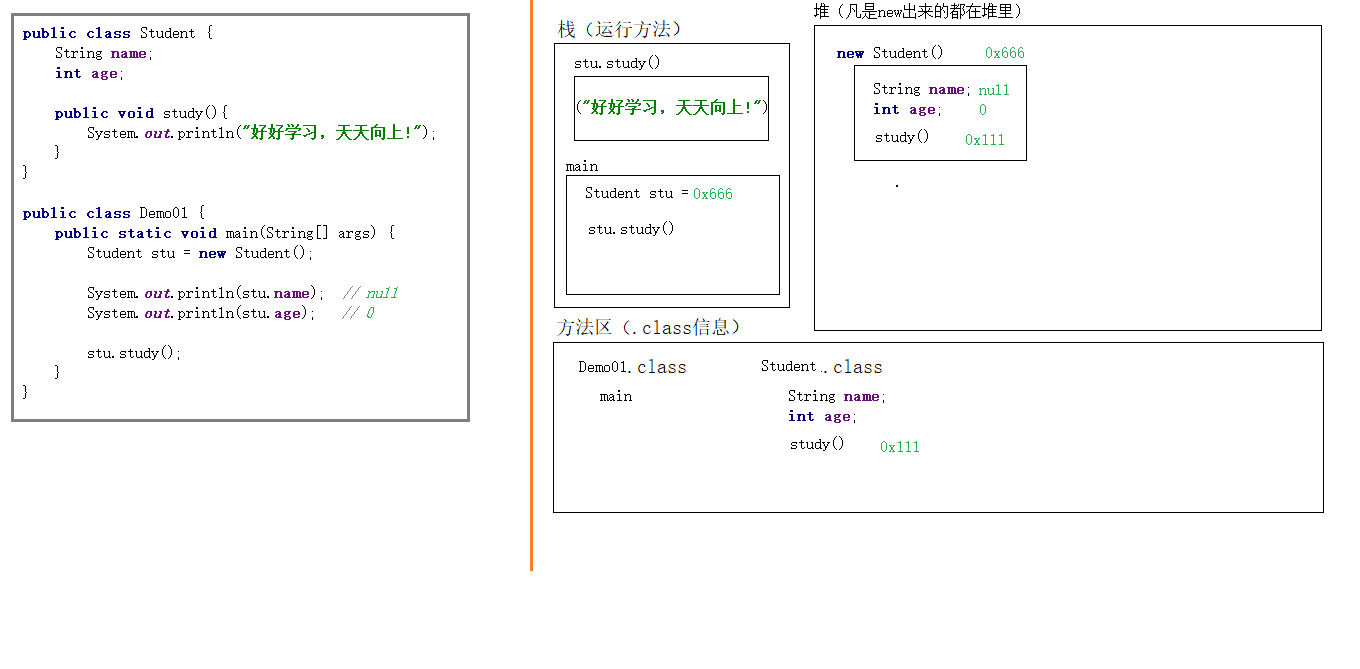 public class Student {
String name;
int age;
public void study(){
System.out.println("好好学习，天天向上!");
}
}
public class Demo01 {
public static void main(String[] args) {
Student stu = new Student();
System.out.println(stu.name); // null
System.out.println(stu.age); // 0
stu.study();
}
}
栈（运行方法）
stu.study()
("好好学习，天天向上!")
main
Student stu = 0x666
stu.study()
堆（凡是new出来的都在堆里）
new Student() 0x666
String name; null
int age; 0
study() 0x111
方法区（.class信息）
Demo01.class
main
Student..class
String name;
int age;
study() 0x111